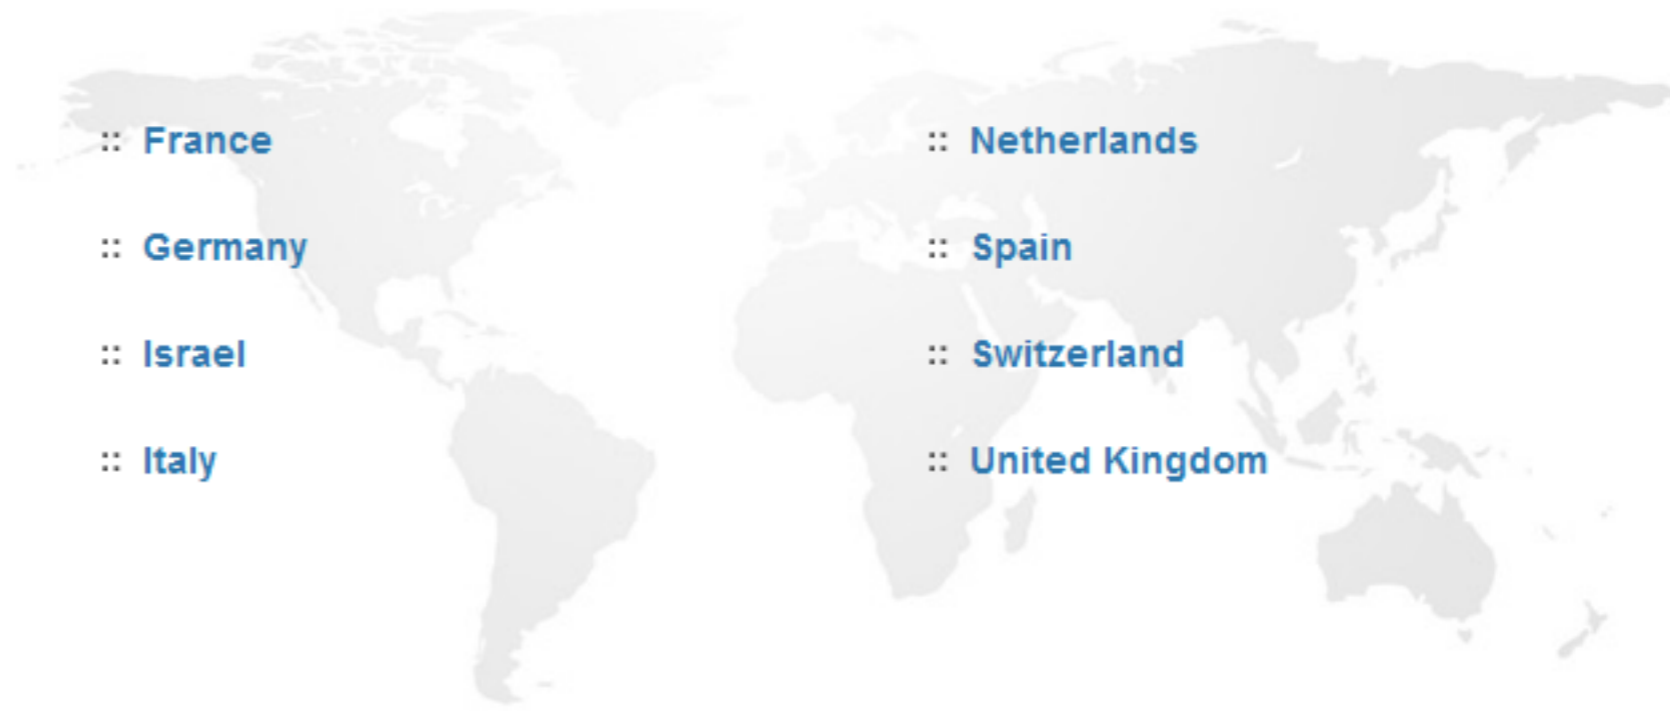 :: France
:: Germany
:: Israel
:: Italy
:: Netherlands
:: Spain
:: Switzerland
:: United Kingdom